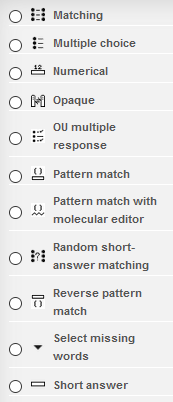 Matching
Multiple choice
12
Numerical
Opaque
OU multiple
response
Pattern match
Pattern match with
molecular editor
Random short-
answer matching
Reverse pattern
match
Select missing
words
Short answer